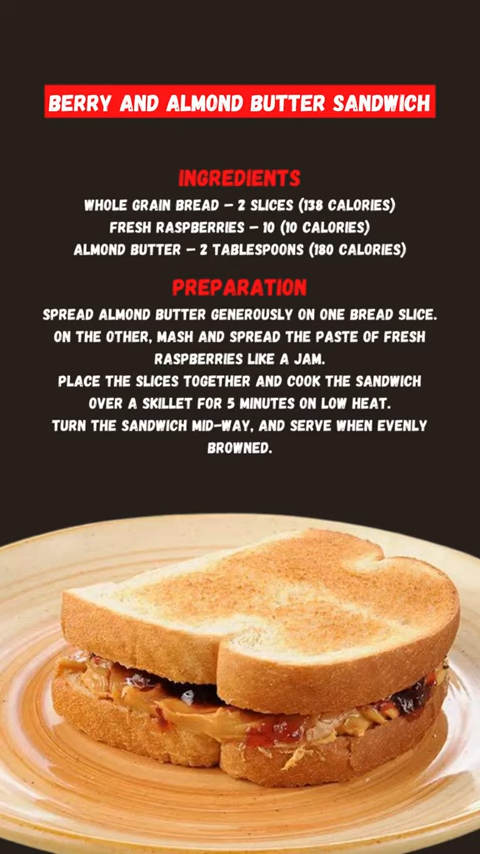 BERRY AND ALMOND BUTTER SANDWICH
INGREDIENTS
WHOLE GRAIN BREAD – 2 SLICES (138 CALORIES)
FRESH RASPBERRIES – 10 (10 CALORIES)
ALMOND BUTTER – 2 TABLESPOONS (180 CALORIES)
PREPARATION
SPREAD ALMOND BUTTER GENEROUSLY ON ONE BREAD SLICE.
ON THE OTHER, MASH AND SPREAD THE PASTE OF FRESH
RASPBERRIES LIKE A JAM.
PLACE THE SLICES TOGETHER AND COOK THE SANDWICH
OVER A SKILLET FOR 5 MINUTES ON LOW HEAT.
TURN THE SANDWICH MID-WAY, AND SERVE WHEN EVENLY
BROWNED.